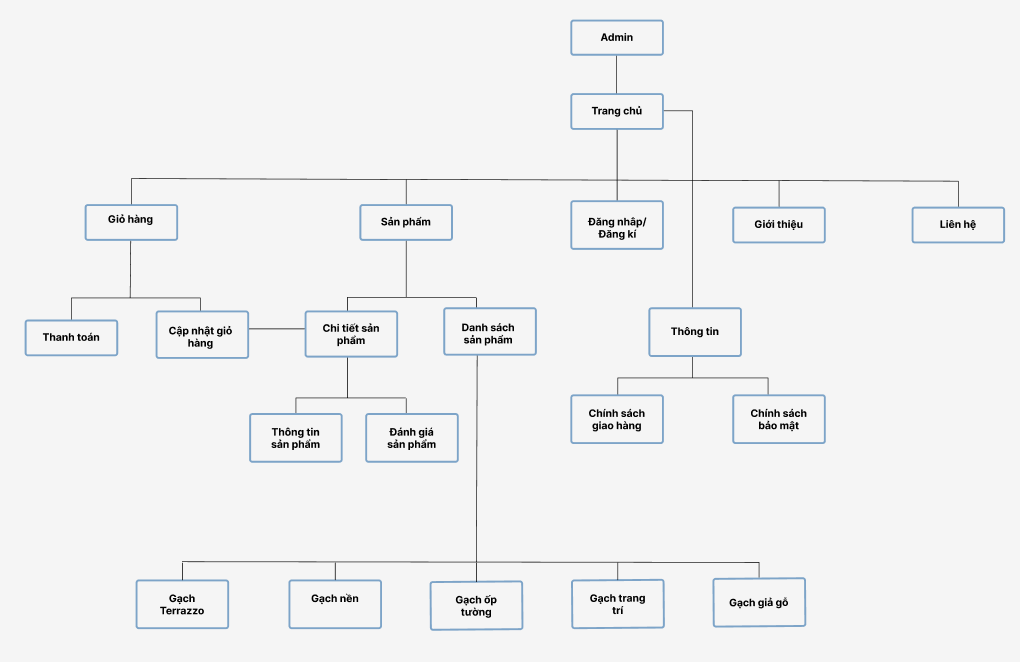 Admin
Trang chủ
Giỏ hàng
Sản phẩm
Đăng nhập/
Đăng kí
Giới thiệu
Liên hệ
Thanh toán
Cập nhật giỏ
hàng
Chi tiết sản
phẩm
Danh sách
sản phẩm
Thông tin
Thông tin
sản phẩm
Đánh giá
sản phẩm
Chính sách
giao hàng
Chính sách
bảo mật
Gạch
Terrazzo
Gạch nền
Gạch ốp
tường
Gạch trang
trí
Gạch giả gỗ